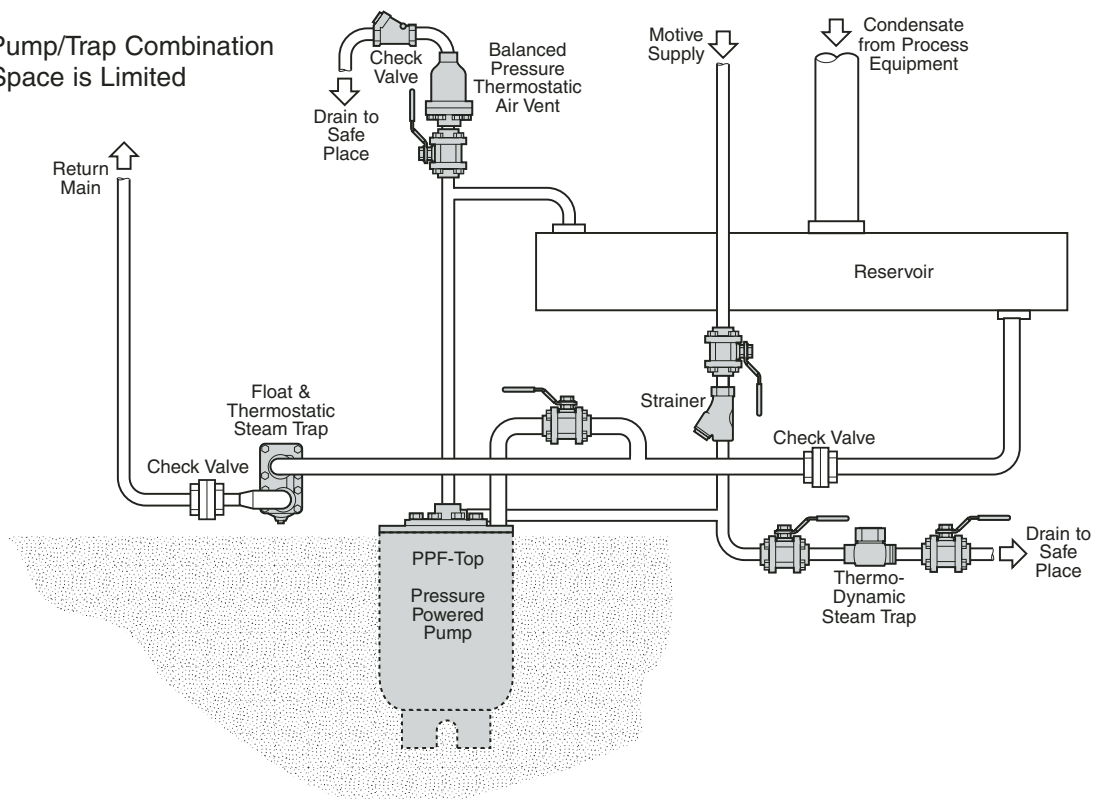 Pump/Trap Combination
Space is Limited
Check
Valve
Balanced
Pressure
Thermostatic
Air Vent
Drain to
Safe
Place
Motive
Supply
Condensate
from Process
Equipment
Return
Main
Reservoir
Float &
Thermostatic
Steam Trap
Strainer
Check Valve
Check Valve
PPF-Top
Pressure
Powered
Pump
Thermo-
Dynamic
Steam Trap
Drain to
Safe
Place